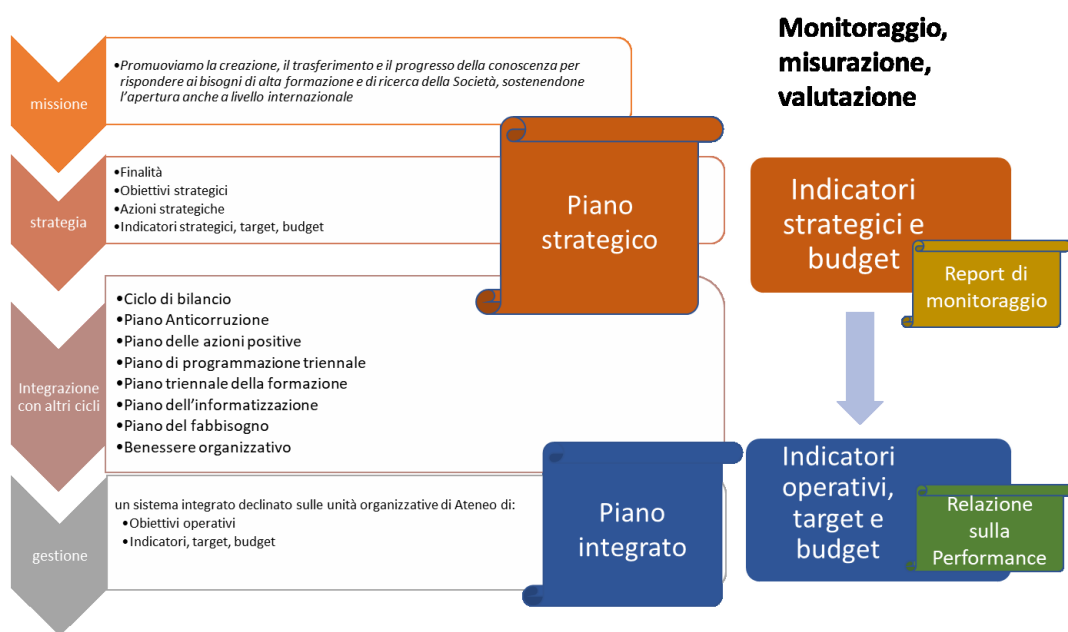 Monitoraggio,
misurazione,
valutazione
missione
•Promuoviamo la creazione, il trasferimento e il progresso della conoscenza per
rispondere ai bisogni di alta formazione e di ricerca della Società, sostenendone
l'apertura anche a livello internazionale
strategia
•Finalità
•Obiettivi strategici
•Azioni strategiche
•Indicatori strategici, target, budget
Piano
strategico
Indicatori
strategici e
budget
Report di
monitoraggio
Integrazione
con altri cicli
•Ciclo di bilancio
•Piano Anticorruzione
•Piano delle azioni positive
•Piano di programmazione triennale
•Piano triennale della formazione
•Piano dell'informatizzazione
•Piano del fabbisogno
•Benessere organizzativo
gestione
un sistema integrato declinato sulle unità organizzative di Ateneo di:
•Obiettivi operativi
•Indicatori, target, budget
Piano
integrato
Indicatori
operativi,
target e
budget
Relazione
sulla
Performance